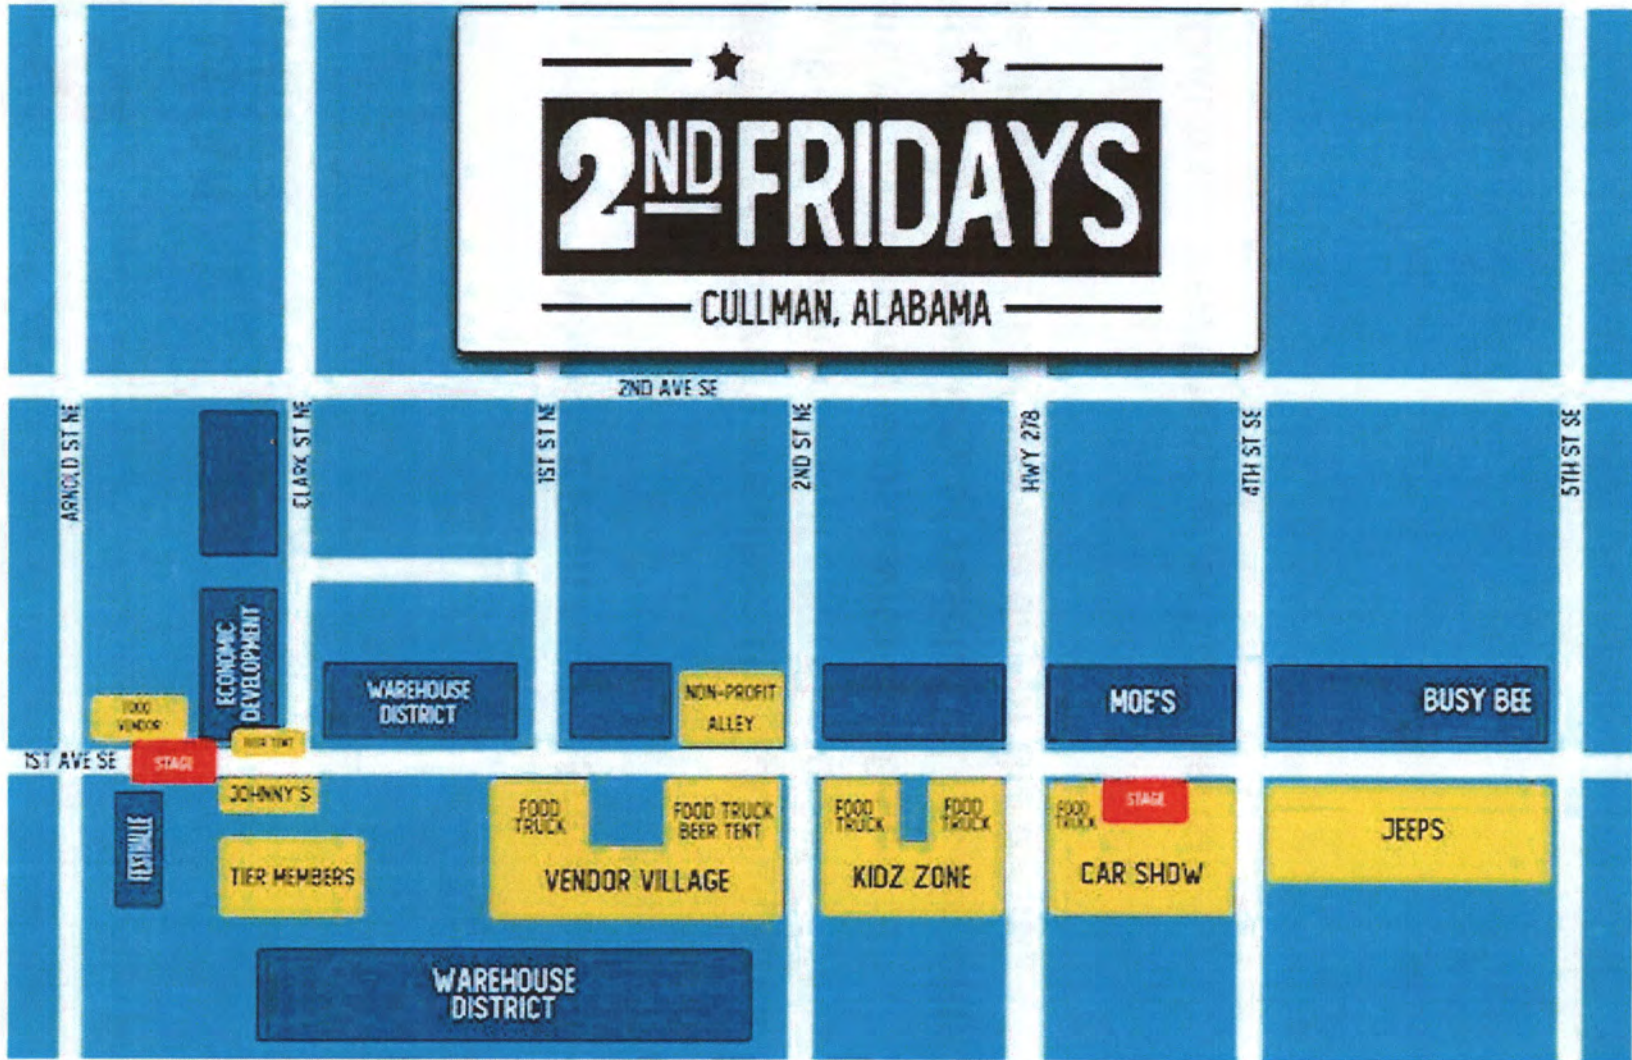 2ND FRIDAYS
CULLMAN, ALABAMA
2ND AVE SE
ARNOLD ST NE
CLARK ST NE
1ST ST NE
2ND ST NE
HWY 278
4TH ST SE
5TH ST SE
ECONOMIC
DEVELOPMENT
WAREHOUSE
DISTRICT
NON-PROFIT
ALLEY
MOE'S
BUSY BEE
FOOD
VENDOR
BEER TENT
1ST AVE SE
STAGE
JOHNNY'S
FESTHALLE
TIER MEMBERS
FOOD
TRUCK
FOOD TRUCK
BEER TENT
VENDOR VILLAGE
FOOD
TRUCK
FOOD
TRUCK
KIDZ ZONE
FOOD
TRUCK
STAGE
CAR SHOW
JEEPS
WAREHOUSE
DISTRICT